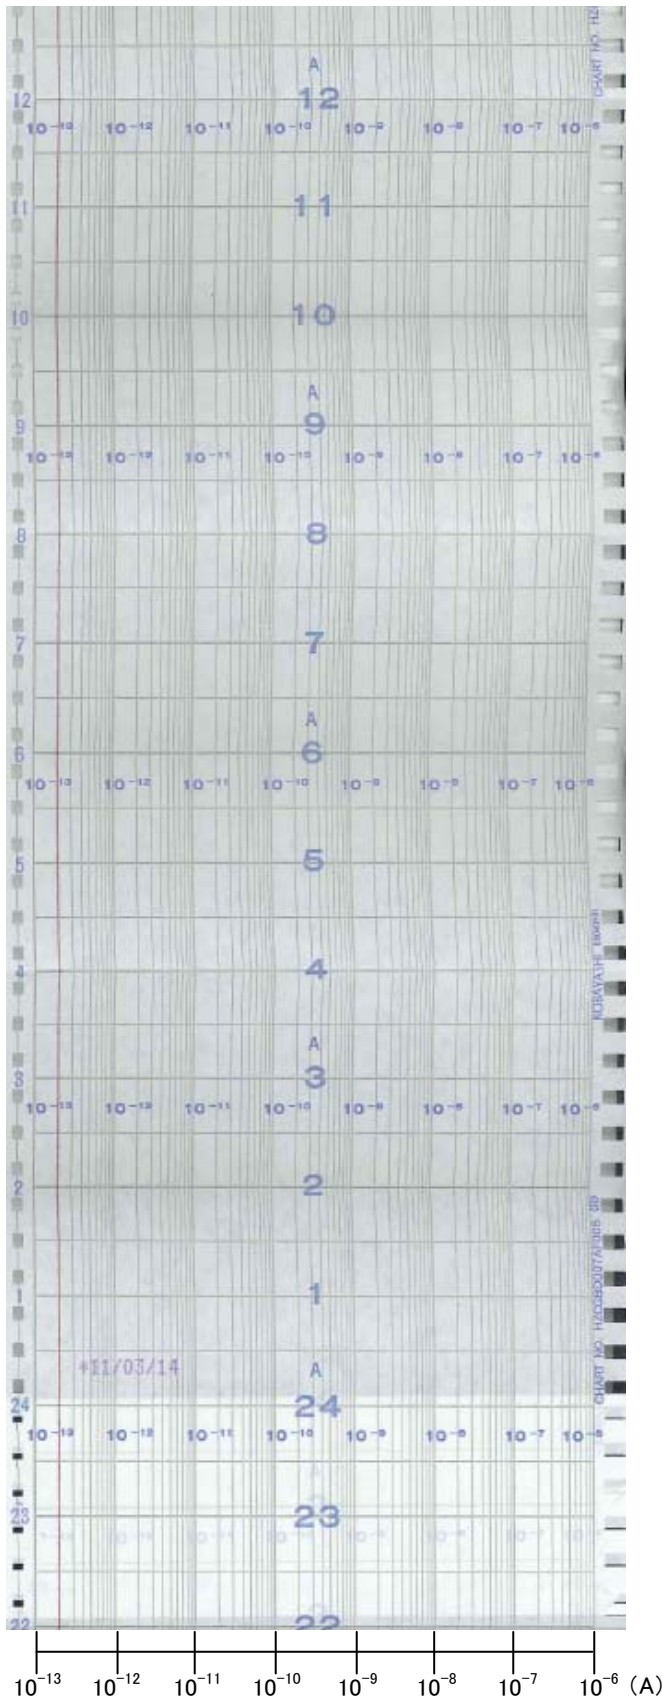 CHART NO. HZ
A
12 12
10⁻¹³ 10⁻¹² 10⁻¹¹ 10⁻¹⁰ 10⁻⁹ 10⁻⁸ 10⁻⁷ 10⁻⁶
11 11
10 10
A
9 9
10⁻¹³ 10⁻¹² 10⁻¹¹ 10⁻¹⁰ 10⁻⁹ 10⁻⁸ 10⁻⁷ 10⁻⁶
8 8
7 7
A
6 6
10⁻¹³ 10⁻¹² 10⁻¹¹ 10⁻¹⁰ 10⁻⁹ 10⁻⁸ 10⁻⁷ 10⁻⁶
5 5
4 4
KOBAYASHI
A
3 3
10⁻¹³ 10⁻¹² 10⁻¹¹ 10⁻¹⁰ 10⁻⁹ 10⁻⁸ 10⁻⁷ 10⁻⁶
2 2
1 1
CHART NO.
*11/03/14
A
24 24
10⁻¹³ 10⁻¹² 10⁻¹¹ 10⁻¹⁰ 10⁻⁹ 10⁻⁸ 10⁻⁷ 10⁻⁶
23 23
22 22
10⁻¹³ 10⁻¹² 10⁻¹¹ 10⁻¹⁰ 10⁻⁹ 10⁻⁸ 10⁻⁷ 10⁻⁶ (A)